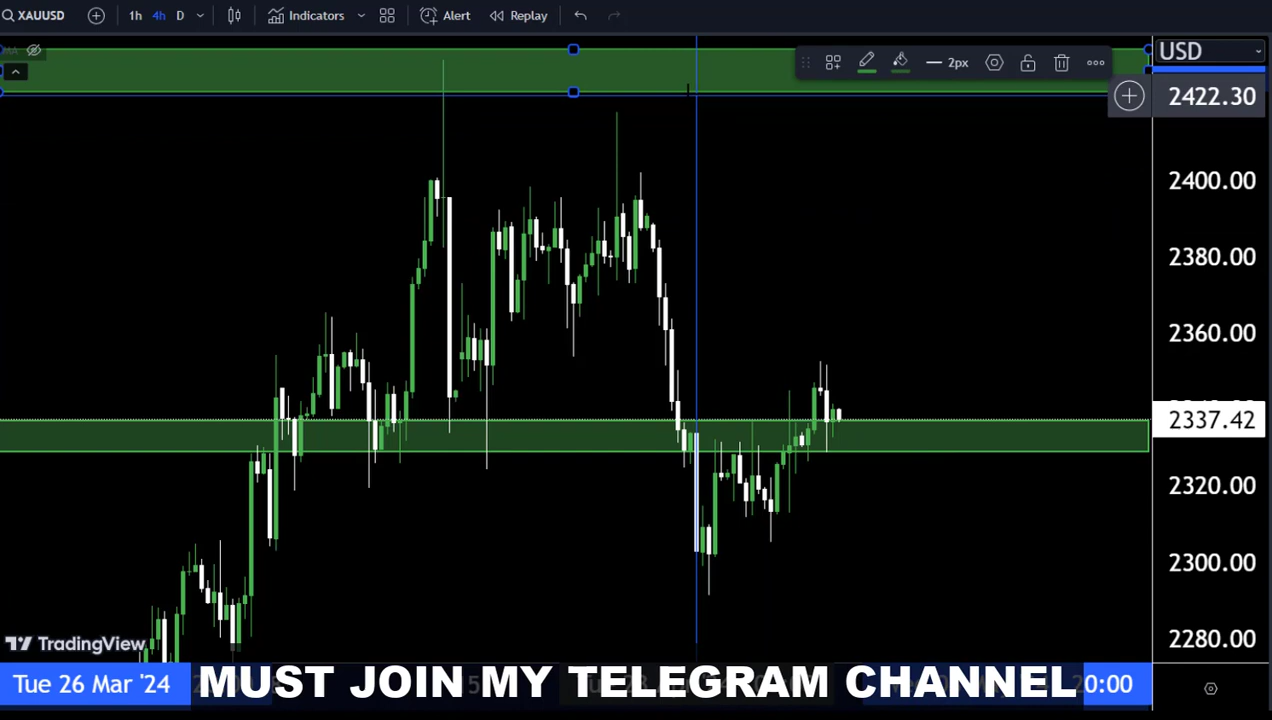 XAUUSD 1h 4h D Indicators Alert Replay
USD
2px
2422.30
2400.00
2380.00
2360.00
2337.42
2320.00
2300.00
2280.00
TradingView
MUST JOIN MY TELEGRAM CHANNEL
Tue 26 Mar '24 20:00